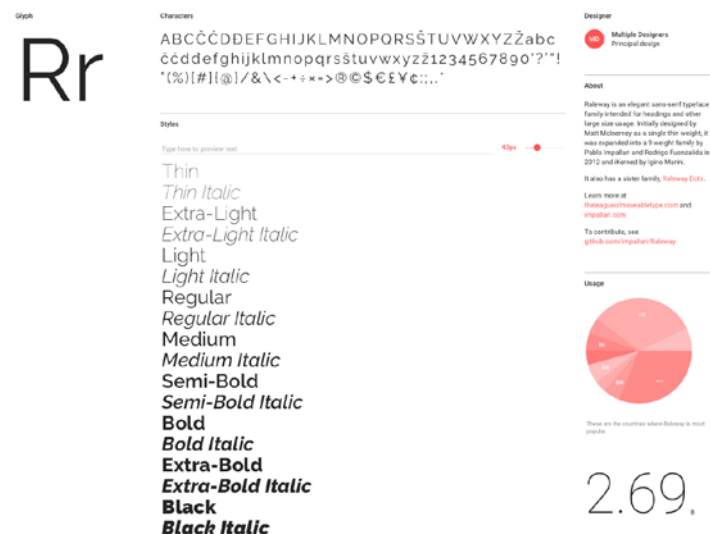 Glyph
Rr
Characters
ABCČĆDĐEFGHIJKLMNOPQRSŠTUVWXYZŽabc
čćdđefghijklmnopqrsštuvwxyzž1234567890'?'"!
"(%)[#]{@}/&\<-+÷×=>®©$€£¥¢:;,.*
Styles
Type here to preview text
42px
Thin
Thin Italic
Extra-Light
Extra-Light Italic
Light
Light Italic
Regular
Regular Italic
Medium
Medium Italic
Semi-Bold
Semi-Bold Italic
Bold
Bold Italic
Extra-Bold
Extra-Bold Italic
Black
Black Italic
Designer
MD
Multiple Designers
Principal design
About
Raleway is an elegant sans-serif typeface
family intended for headings and other
large size usage. Initially designed by
Matt McInerney as a single thin weight, it
was expanded into a 9 weight family by
Pablo Impallari and Rodrigo Fuenzalida in
2012 and iKerned by Igino Marini.
It also has a sister family, Raleway Dots.
Learn more at
theleagueofmoveabletype.com and
impallari.com
To contribute, see
github.com/impallari/Raleway
Usage
These are the countries where Raleway is most
popular.
2.69 B